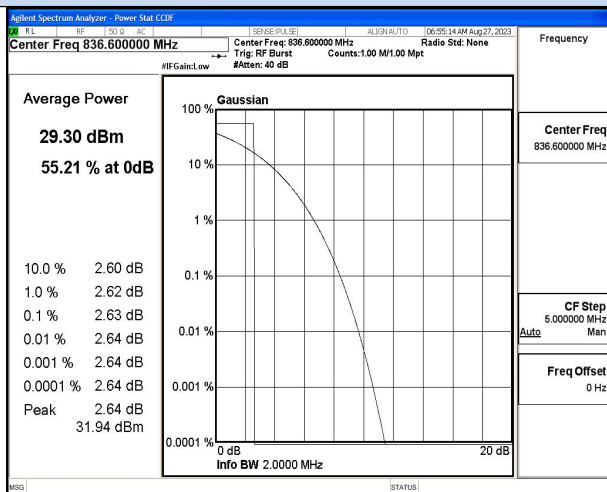 Agilent Spectrum Analyzer - Power Stat CCDF
LXI RL RF 50 Ω AC SENSE:PULSE ALIGN AUTO 06:55:14 AM Aug 27, 2023
Center Freq 836.600000 MHz
Center Freq: 836.600000 MHz Radio Std: None
Trig: RF Burst Counts:1.00 M/1.00 Mpt
#IFGain:Low #Atten: 40 dB
Frequency
Center Freq
836.600000 MHz
CF Step
5.000000 MHz
Auto Man
Freq Offset
0 Hz
Average Power
29.30 dBm
55.21 % at 0dB
10.0 % 2.60 dB
1.0 % 2.62 dB
0.1 % 2.63 dB
0.01 % 2.64 dB
0.001 % 2.64 dB
0.0001 % 2.64 dB
Peak 2.64 dB
31.94 dBm
Gaussian
100 %
10 %
1 %
0.1 %
0.01 %
0.001 %
0.0001 %
0 dB 20 dB
Info BW 2.0000 MHz
MSG STATUS